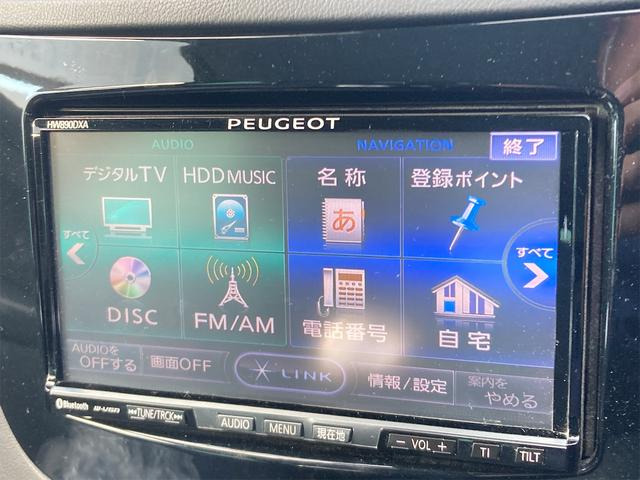 HW890DXA
PEUGEOT
AUDIO
NAVIGATION
終了
デジタルTV
HDD MUSIC
名称
登録ポイント
あ
すべて
すべて
DISC
FM/AM
電話番号
自宅
AUDIOを
OFFする
画面OFF
LINK
情報/設定
案内を
やめる
Bluetooth
TUNE/TRCK
AUDIO
MENU
現在地
− VOL +
TI
TILT